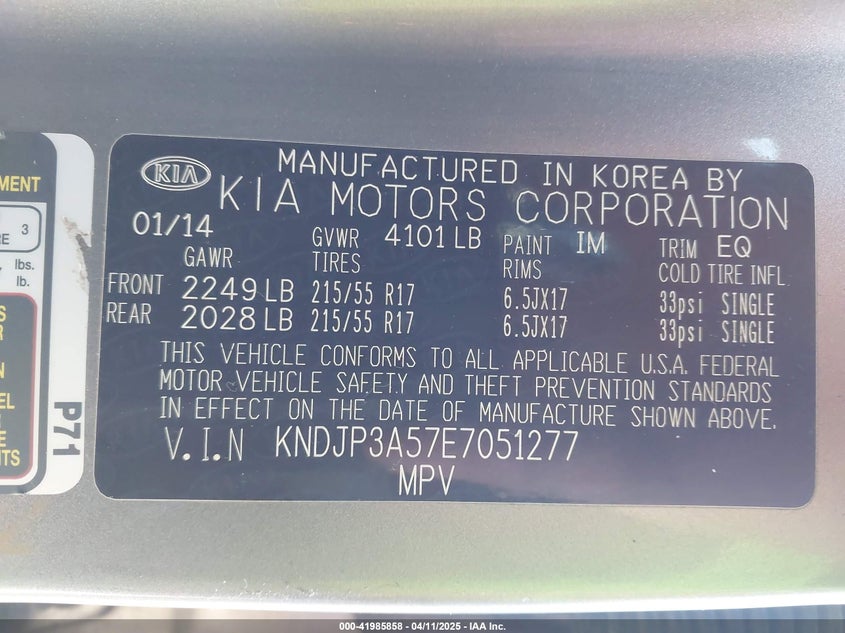 MENT
3
RE
lbs.
lb.
S
R
N
EL
E
ITS
P71
KIA
MANUFACTURED IN KOREA BY
KIA MOTORS CORPORATION
01/14 GVWR 4101 LB PAINT IM TRIM EQ
GAWR TIRES RIMS COLD TIRE INFL
FRONT 2249 LB 215/55 R17 6.5JX17 33psi SINGLE
REAR 2028 LB 215/55 R17 6.5JX17 33psi SINGLE
THIS VEHICLE CONFORMS TO ALL APPLICABLE U.S.A. FEDERAL
MOTOR VEHICLE SAFETY AND THEFT PREVENTION STANDARDS
IN EFFECT ON THE DATE OF MANUFACTURE SHOWN ABOVE.
V.I.N KNDJP3A57E7051277
MPV
000-41985858 - 04/11/2025 - IAA Inc.